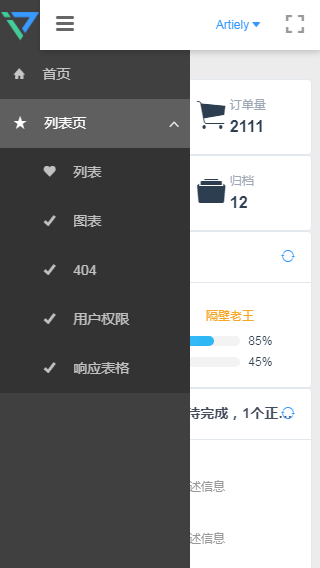 Artiely
首页
列表页
列表
图表
404
用户权限
响应表格
订单量
2111
归档
12
隔壁老王
85%
45%
待完成，1个正...
述信息
述信息